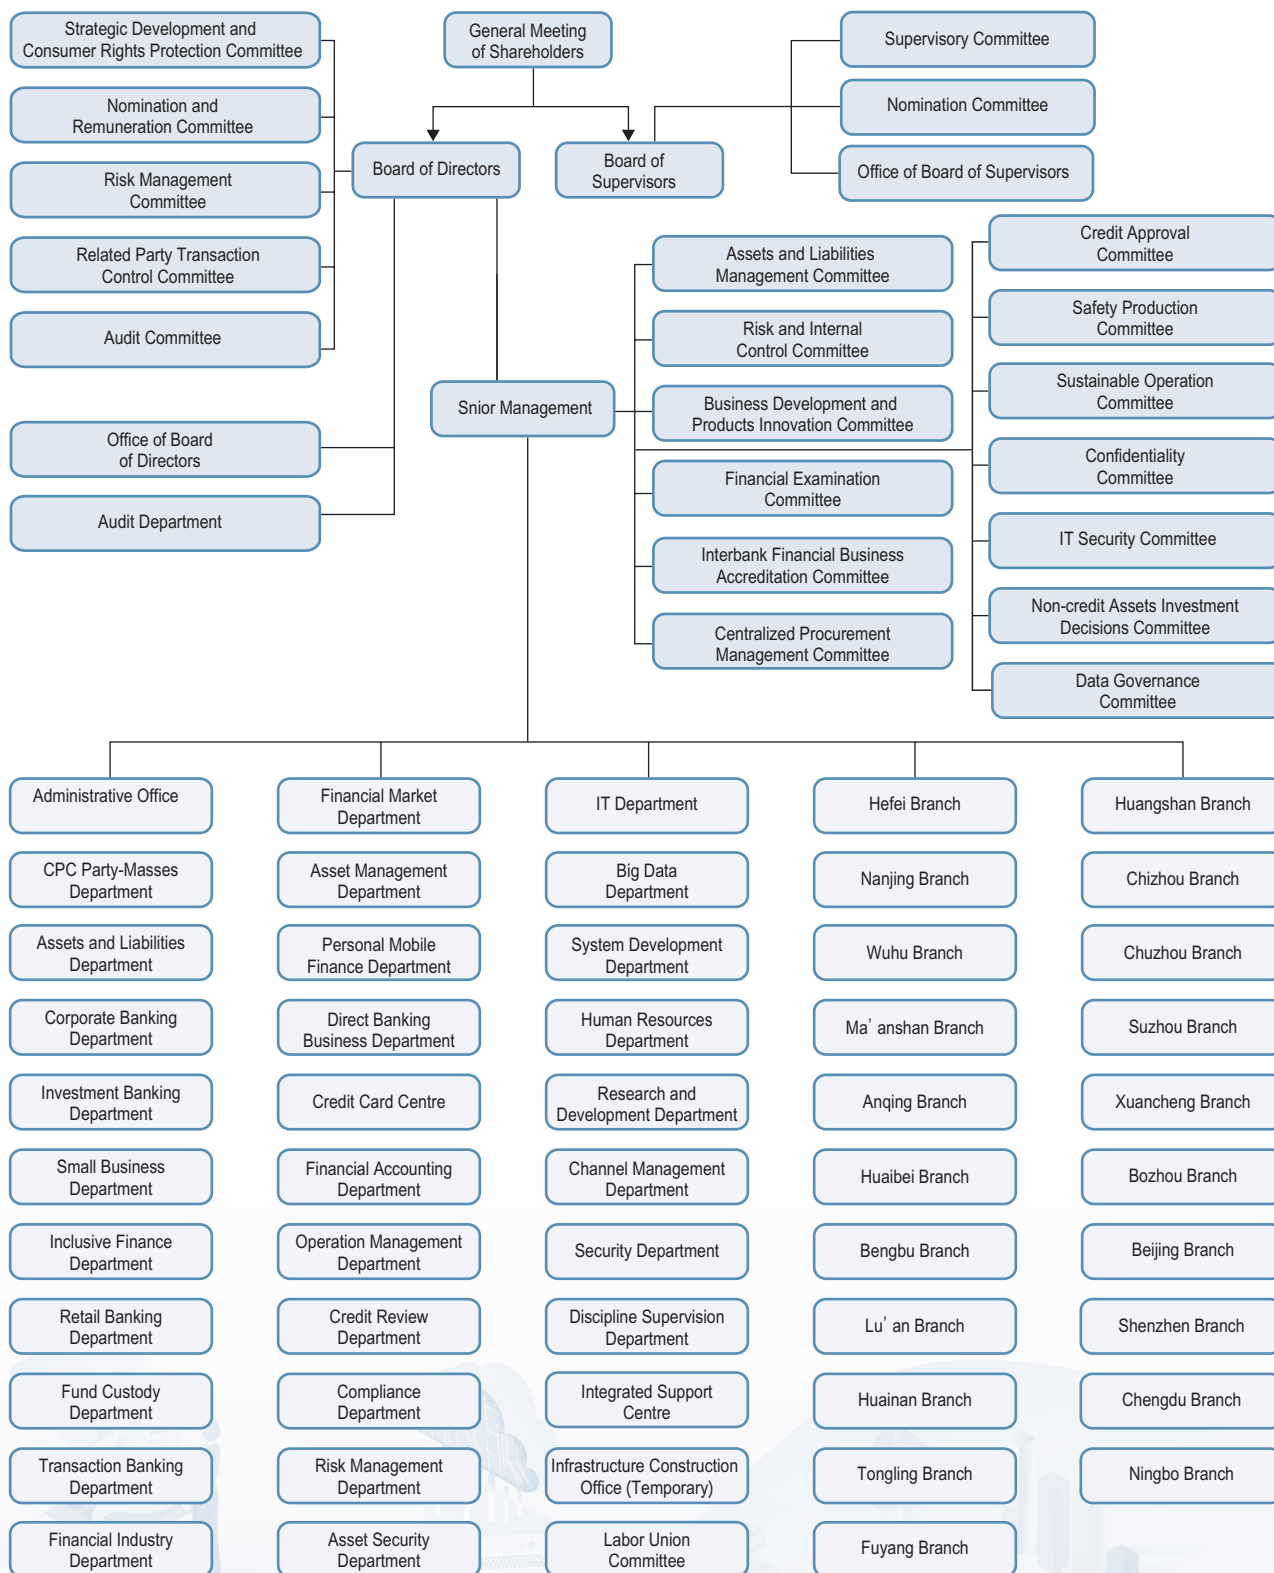 Strategic Development and
Consumer Rights Protection Committee
Nomination and
Remuneration Committee
Risk Management
Committee
Related Party Transaction
Control Committee
Audit Committee
Office of Board
of Directors
Audit Department
General Meeting
of Shareholders
Board of Directors
Board of
Supervisors
Supervisory Committee
Nomination Committee
Office of Board of Supervisors
Snior Management
Assets and Liabilities
Management Committee
Risk and Internal
Control Committee
Business Development and
Products Innovation Committee
Financial Examination
Committee
Interbank Financial Business
Accreditation Committee
Centralized Procurement
Management Committee
Credit Approval
Committee
Safety Production
Committee
Sustainable Operation
Committee
Confidentiality
Committee
IT Security Committee
Non-credit Assets Investment
Decisions Committee
Data Governance
Committee
Administrative Office
CPC Party-Masses
Department
Assets and Liabilities
Department
Corporate Banking
Department
Investment Banking
Department
Small Business
Department
Inclusive Finance
Department
Retail Banking
Department
Fund Custody
Department
Transaction Banking
Department
Financial Industry
Department
Financial Market
Department
Asset Management
Department
Personal Mobile
Finance Department
Direct Banking
Business Department
Credit Card Centre
Financial Accounting
Department
Operation Management
Department
Credit Review
Department
Compliance
Department
Risk Management
Department
Asset Security
Department
IT Department
Big Data
Department
System Development
Department
Human Resources
Department
Research and
Development Department
Channel Management
Department
Security Department
Discipline Supervision
Department
Integrated Support
Centre
Infrastructure Construction
Office (Temporary)
Labor Union
Committee
Hefei Branch
Nanjing Branch
Wuhu Branch
Ma’ anshan Branch
Anqing Branch
Huaibei Branch
Bengbu Branch
Lu’ an Branch
Huainan Branch
Tongling Branch
Fuyang Branch
Huangshan Branch
Chizhou Branch
Chuzhou Branch
Suzhou Branch
Xuancheng Branch
Bozhou Branch
Beijing Branch
Shenzhen Branch
Chengdu Branch
Ningbo Branch